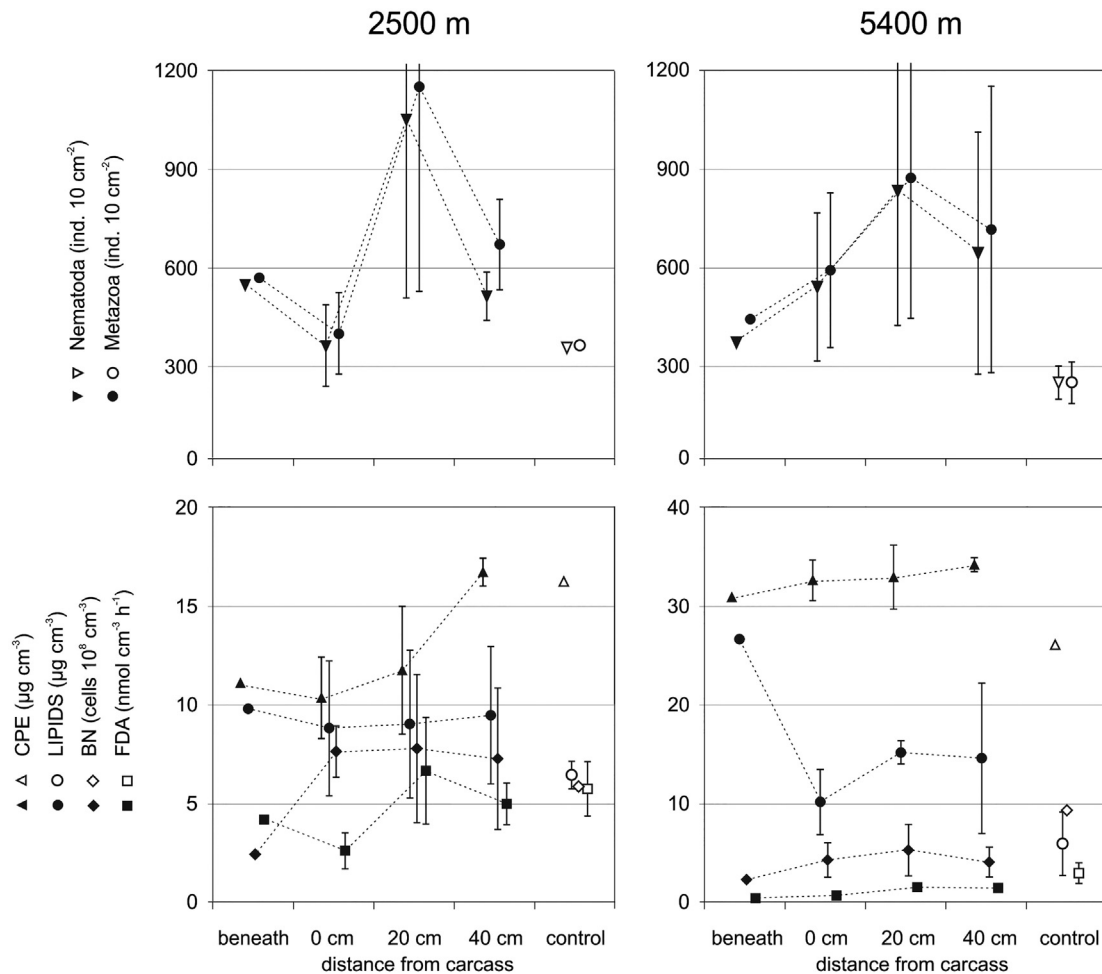 2500 m
5400 m
▼ ▽ Nematoda (ind. 10 cm⁻²)
● ○ Metazoa (ind. 10 cm⁻²)
1200
900
600
300
0
1200
900
600
300
0
▲ △ CPE (µg cm⁻³)
● ○ LIPIDS (µg cm⁻³)
◆ ◇ BN (cells 10⁸ cm⁻³)
■ □ FDA (nmol cm⁻³ h⁻¹)
20
15
10
5
0
40
30
20
10
0
beneath 0 cm 20 cm 40 cm control
distance from carcass
beneath 0 cm 20 cm 40 cm control
distance from carcass